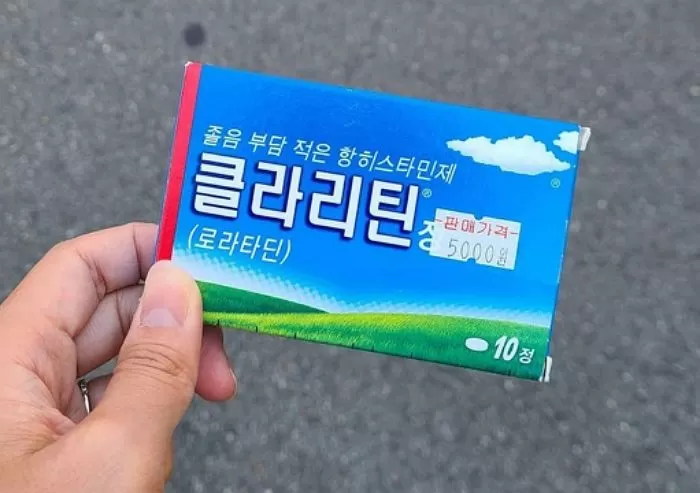 졸음 부담 적은 항히스타민제
클라리틴®
(로라타딘)
-판매가격-
5000원
®
10정